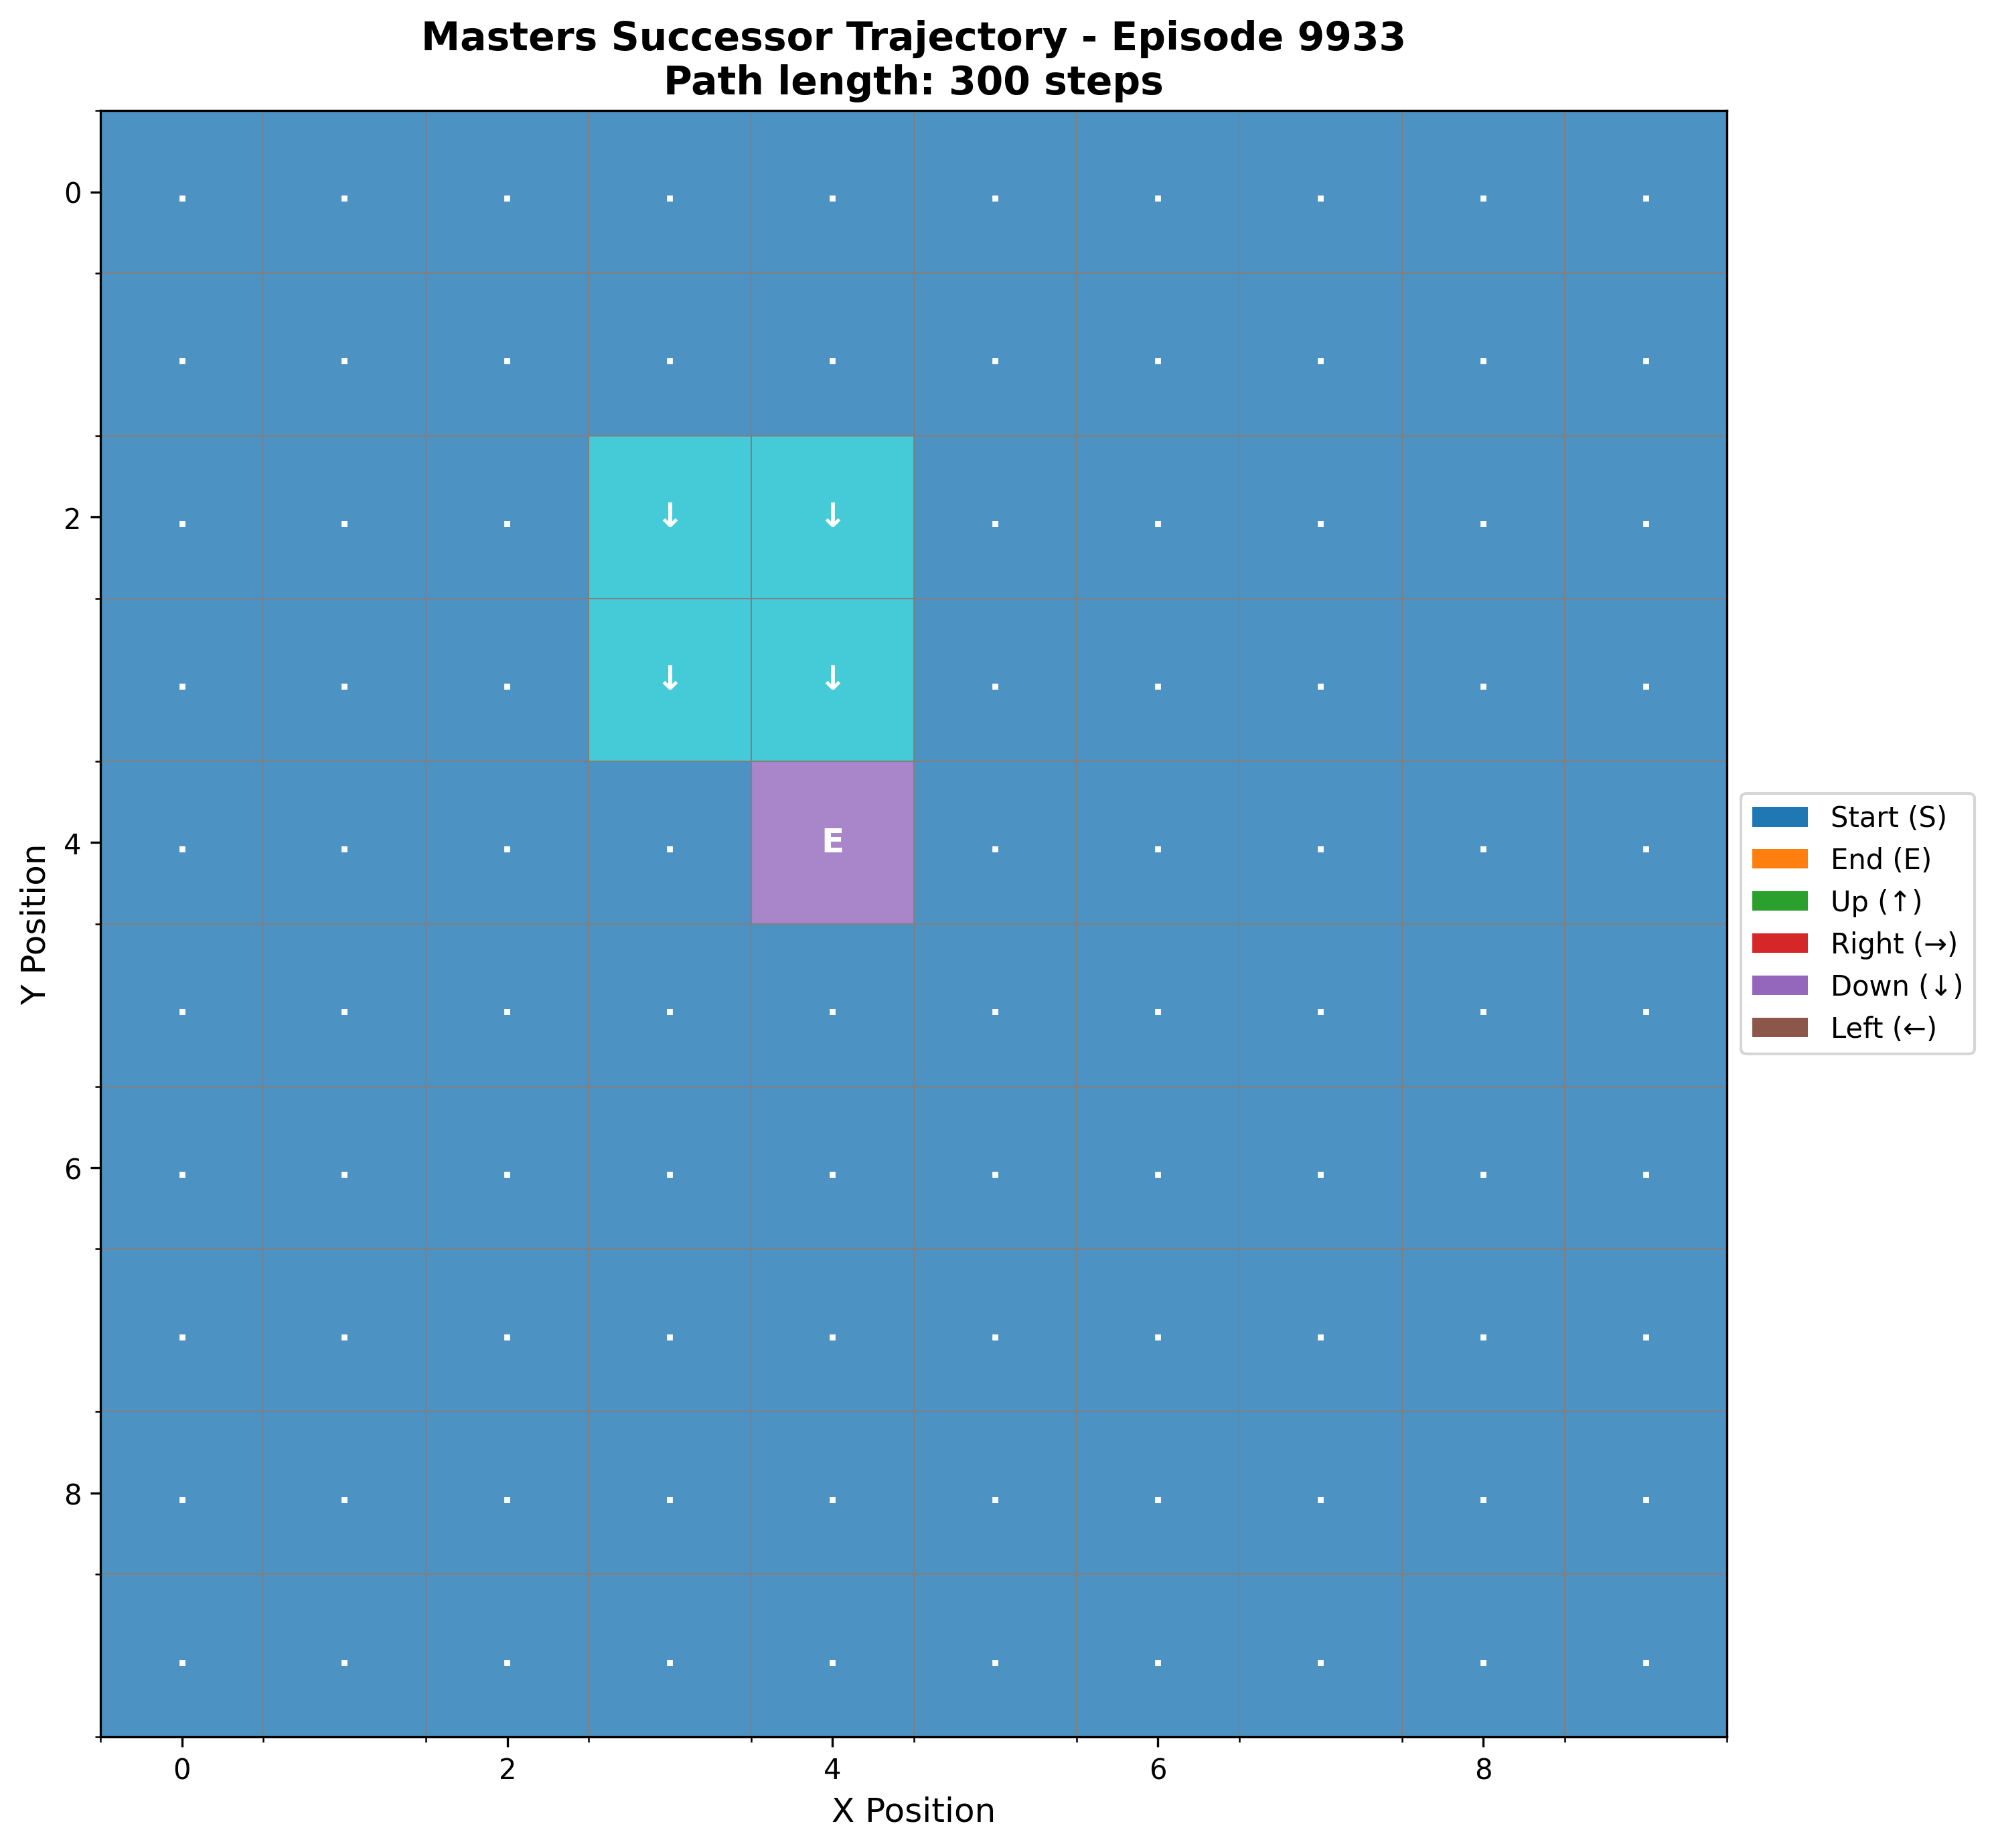 Masters Successor Trajectory - Episode 9933
Path length: 300 steps
0
. . . . . . . . . .
. . . . . . . . . .
2
. . . ↓ ↓ . . . . .
. . . ↓ ↓ . . . . .
4
. . . . E . . . . .
. . . . . . . . . .
6
. . . . . . . . . .
. . . . . . . . . .
8
. . . . . . . . . .
. . . . . . . . . .
0 2 4 6 8
X Position
Y Position
Start (S)
End (E)
Up (↑)
Right (→)
Down (↓)
Left (←)